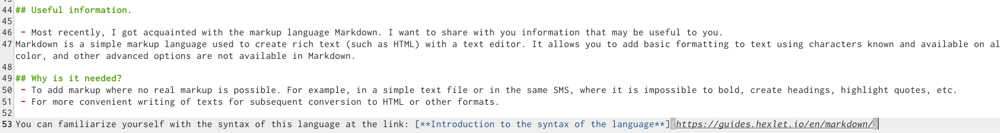 44 ## Useful information.
45
46 - Most recently, I got acquainted with the markup language Markdown. I want to share with you information that may be useful to you.
47 Markdown is a simple markup language used to create rich text (such as HTML) with a text editor. It allows you to add basic formatting to text using characters known and available on al
color, and other advanced options are not available in Markdown.
48
49 ## Why is it needed?
50 - To add markup where no real markup is possible. For example, in a simple text file or in the same SMS, where it is impossible to bold, create headings, highlight quotes, etc.
51 - For more convenient writing of texts for subsequent conversion to HTML or other formats.
52
53 You can familiarize yourself with the syntax of this language at the link: [**Introduction to the syntax of the language**](https://guides.hexlet.io/en/markdown/)